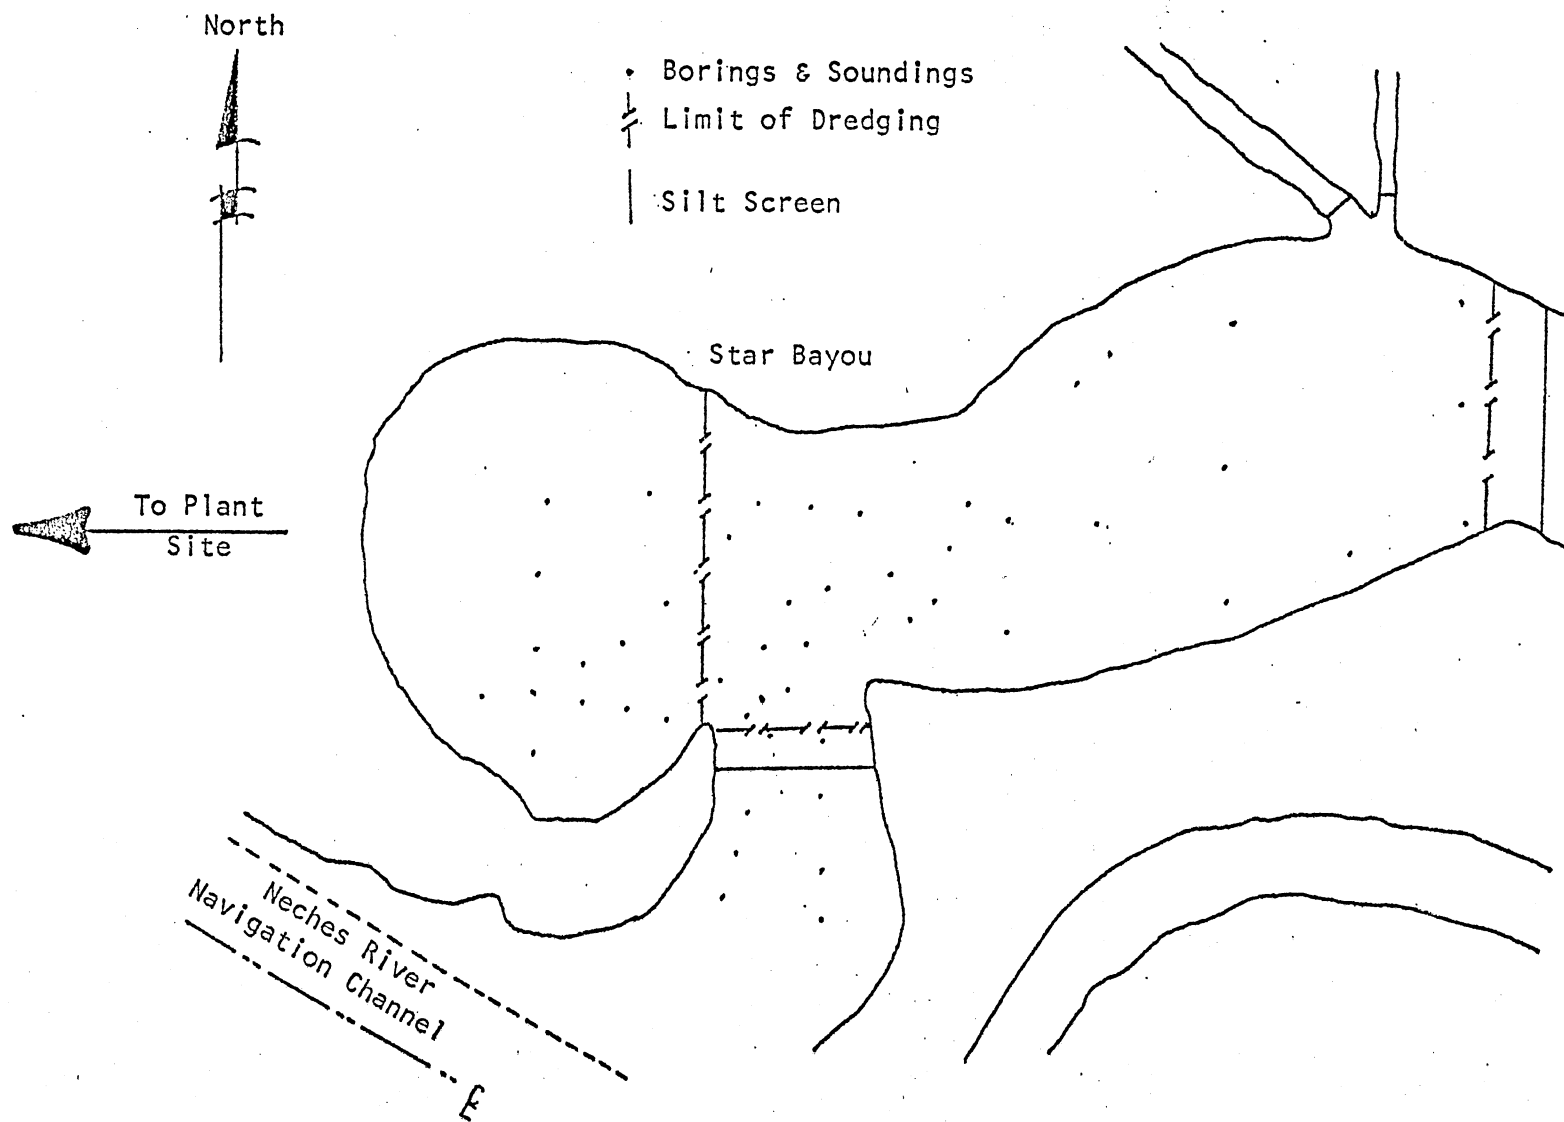 North
Borings & Soundings
Limit of Dredging
Silt Screen
Star Bayou
To Plant
Site
Neches River
Navigation Channel
℄